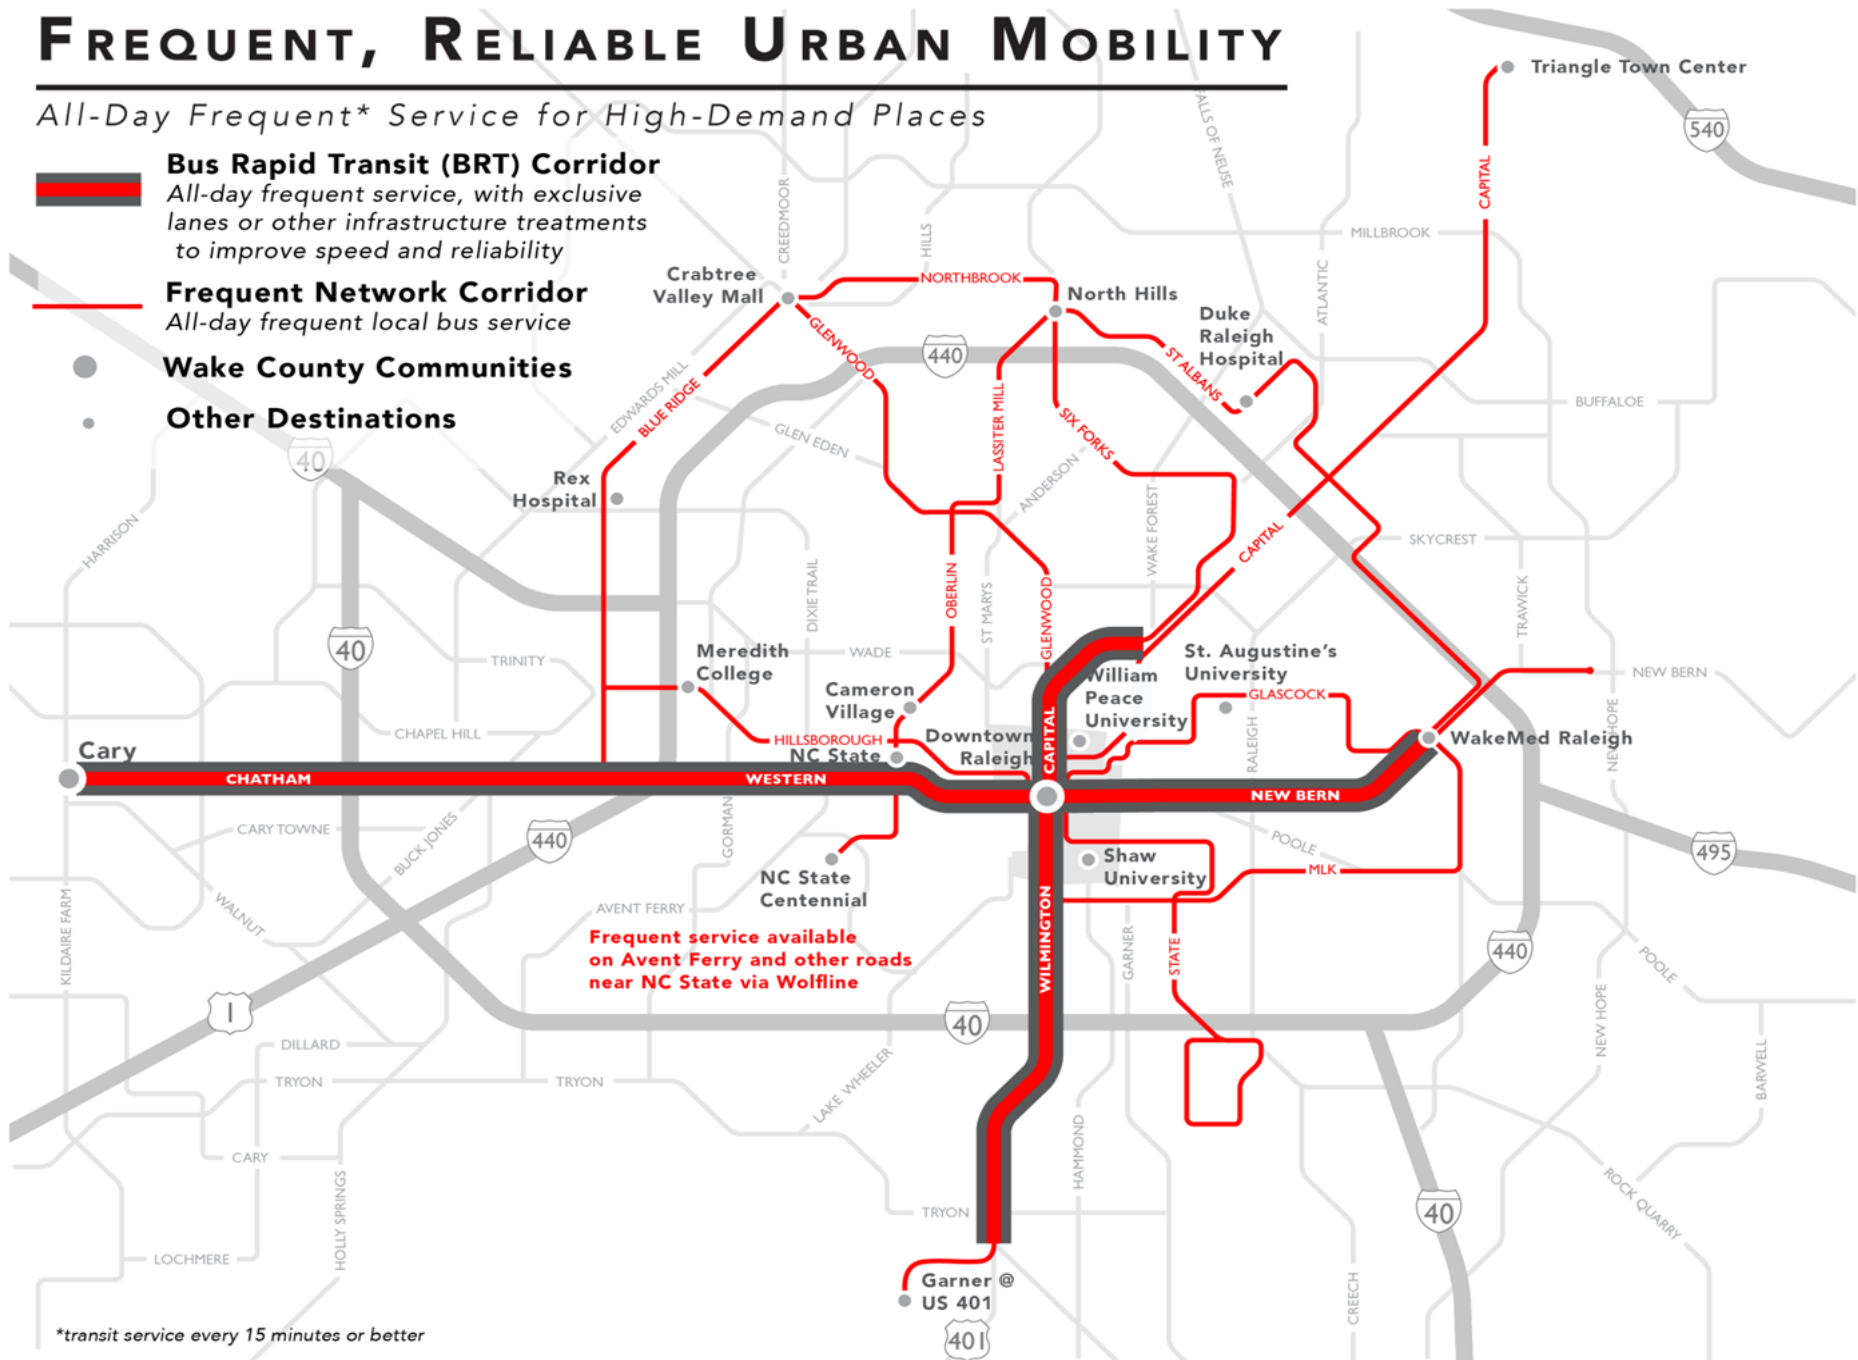 FREQUENT, RELIABLE URBAN MOBILITY
All-Day Frequent* Service for High-Demand Places
Bus Rapid Transit (BRT) Corridor
All-day frequent service, with exclusive
lanes or other infrastructure treatments
to improve speed and reliability
Frequent Network Corridor
All-day frequent local bus service
Wake County Communities
Other Destinations
Triangle Town Center
540
CAPITAL
FALLS OF NEUSE
CREEDMOOR
HILLS
MILLBROOK
ATLANTIC
Crabtree
Valley Mall
NORTHBROOK
North Hills
Duke
Raleigh
Hospital
GLENWOOD
440
ST ALBANS
EDWARDS MILL
BLUE RIDGE
LASSITER MILL
SIX FORKS
BUFFALOE
GLEN EDEN
40
ANDERSON
Rex
Hospital
WAKE FOREST
HARRISON
CAPITAL
SKYCREST
DIXIE TRAIL
OBERLIN
ST MARYS
GLENWOOD
TRAWICK
40
TRINITY
Meredith
College
WADE
St. Augustine's
University
William
Peace
University
GLASCOCK
NEW BERN
Cameron
Village
CHAPEL HILL
HILLSBOROUGH
Downtown
Raleigh
CAPITAL
RALEIGH
NEW HOPE
WakeMed Raleigh
Cary
NC State
CHATHAM
WESTERN
NEW BERN
CARY TOWNE
BUCK JONES
440
GORMAN
POOLE
495
NC State
Centennial
Shaw
University
MLK
KILDAIRE FARM
WALNUT
AVENT FERRY
Frequent service available
on Avent Ferry and other roads
near NC State via Wolfline
WILMINGTON
GARNER
STATE
440
POOLE
1
40
NEW HOPE
DILLARD
TRYON
TRYON
LAKE WHEELER
BARWELL
CARY
HOLLY SPRINGS
HAMMOND
ROCK QUARRY
TRYON
40
LOCHMERE
Garner @
US 401
CREECH
401
*transit service every 15 minutes or better